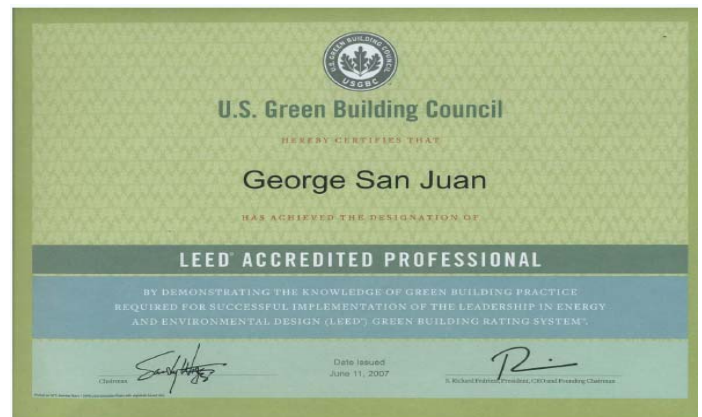 U.S. GREEN BUILDING COUNCIL
USGBC
U.S. Green Building Council
HEREBY CERTIFIES THAT
George San Juan
HAS ACHIEVED THE DESIGNATION OF
LEED® ACCREDITED PROFESSIONAL
BY DEMONSTRATING THE KNOWLEDGE OF GREEN BUILDING PRACTICE
REQUIRED FOR SUCCESSFUL IMPLEMENTATION OF THE LEADERSHIP IN ENERGY
AND ENVIRONMENTAL DESIGN (LEED®) GREEN BUILDING RATING SYSTEM™.
Date Issued
June 11, 2007
Chairman
S. Richard Fedrizzi, President, CEO and Founding Chairman